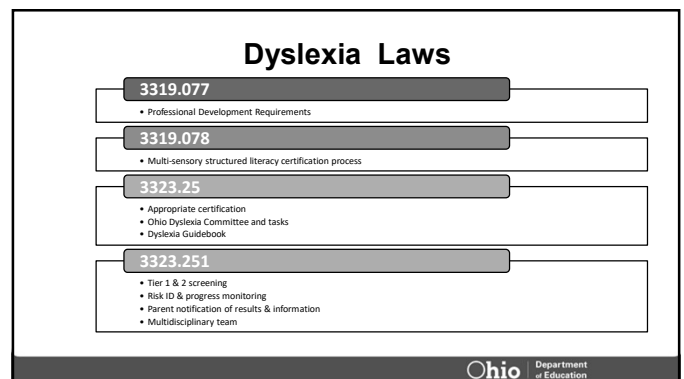 Dyslexia Laws
3319.077
• Professional Development Requirements
3319.078
• Multi-sensory structured literacy certification process
3323.25
• Appropriate certification
• Ohio Dyslexia Committee and tasks
• Dyslexia Guidebook
3323.251
• Tier 1 & 2 screening
• Risk ID & progress monitoring
• Parent notification of results & information
• Multidisciplinary team
Ohio Department
of Education